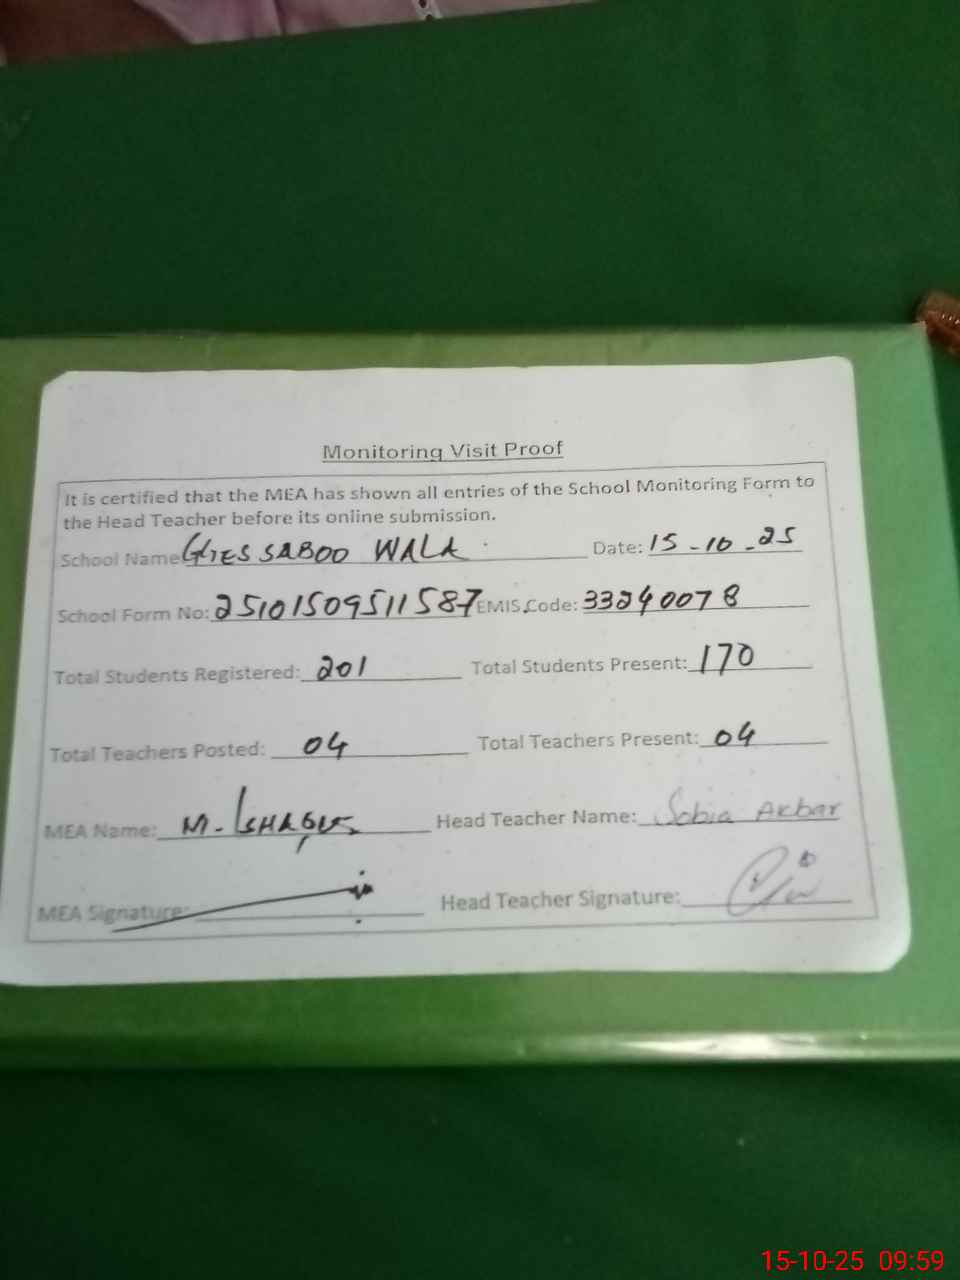 Monitoring Visit Proof
It is certified that the MEA has shown all entries of the School Monitoring Form to
the Head Teacher before its online submission.
School Name GHES SABOO WALA Date: 15-10-25
School Form No: 25101509511587 EMIS Code: 33240078
Total Students Registered: 201 Total Students Present: 170
Total Teachers Posted: 04 Total Teachers Present: 04
MEA Name: M. ISHAQUE Head Teacher Name: Sobia Akbar
MEA Signature: Head Teacher Signature:
15-10-25 09:59